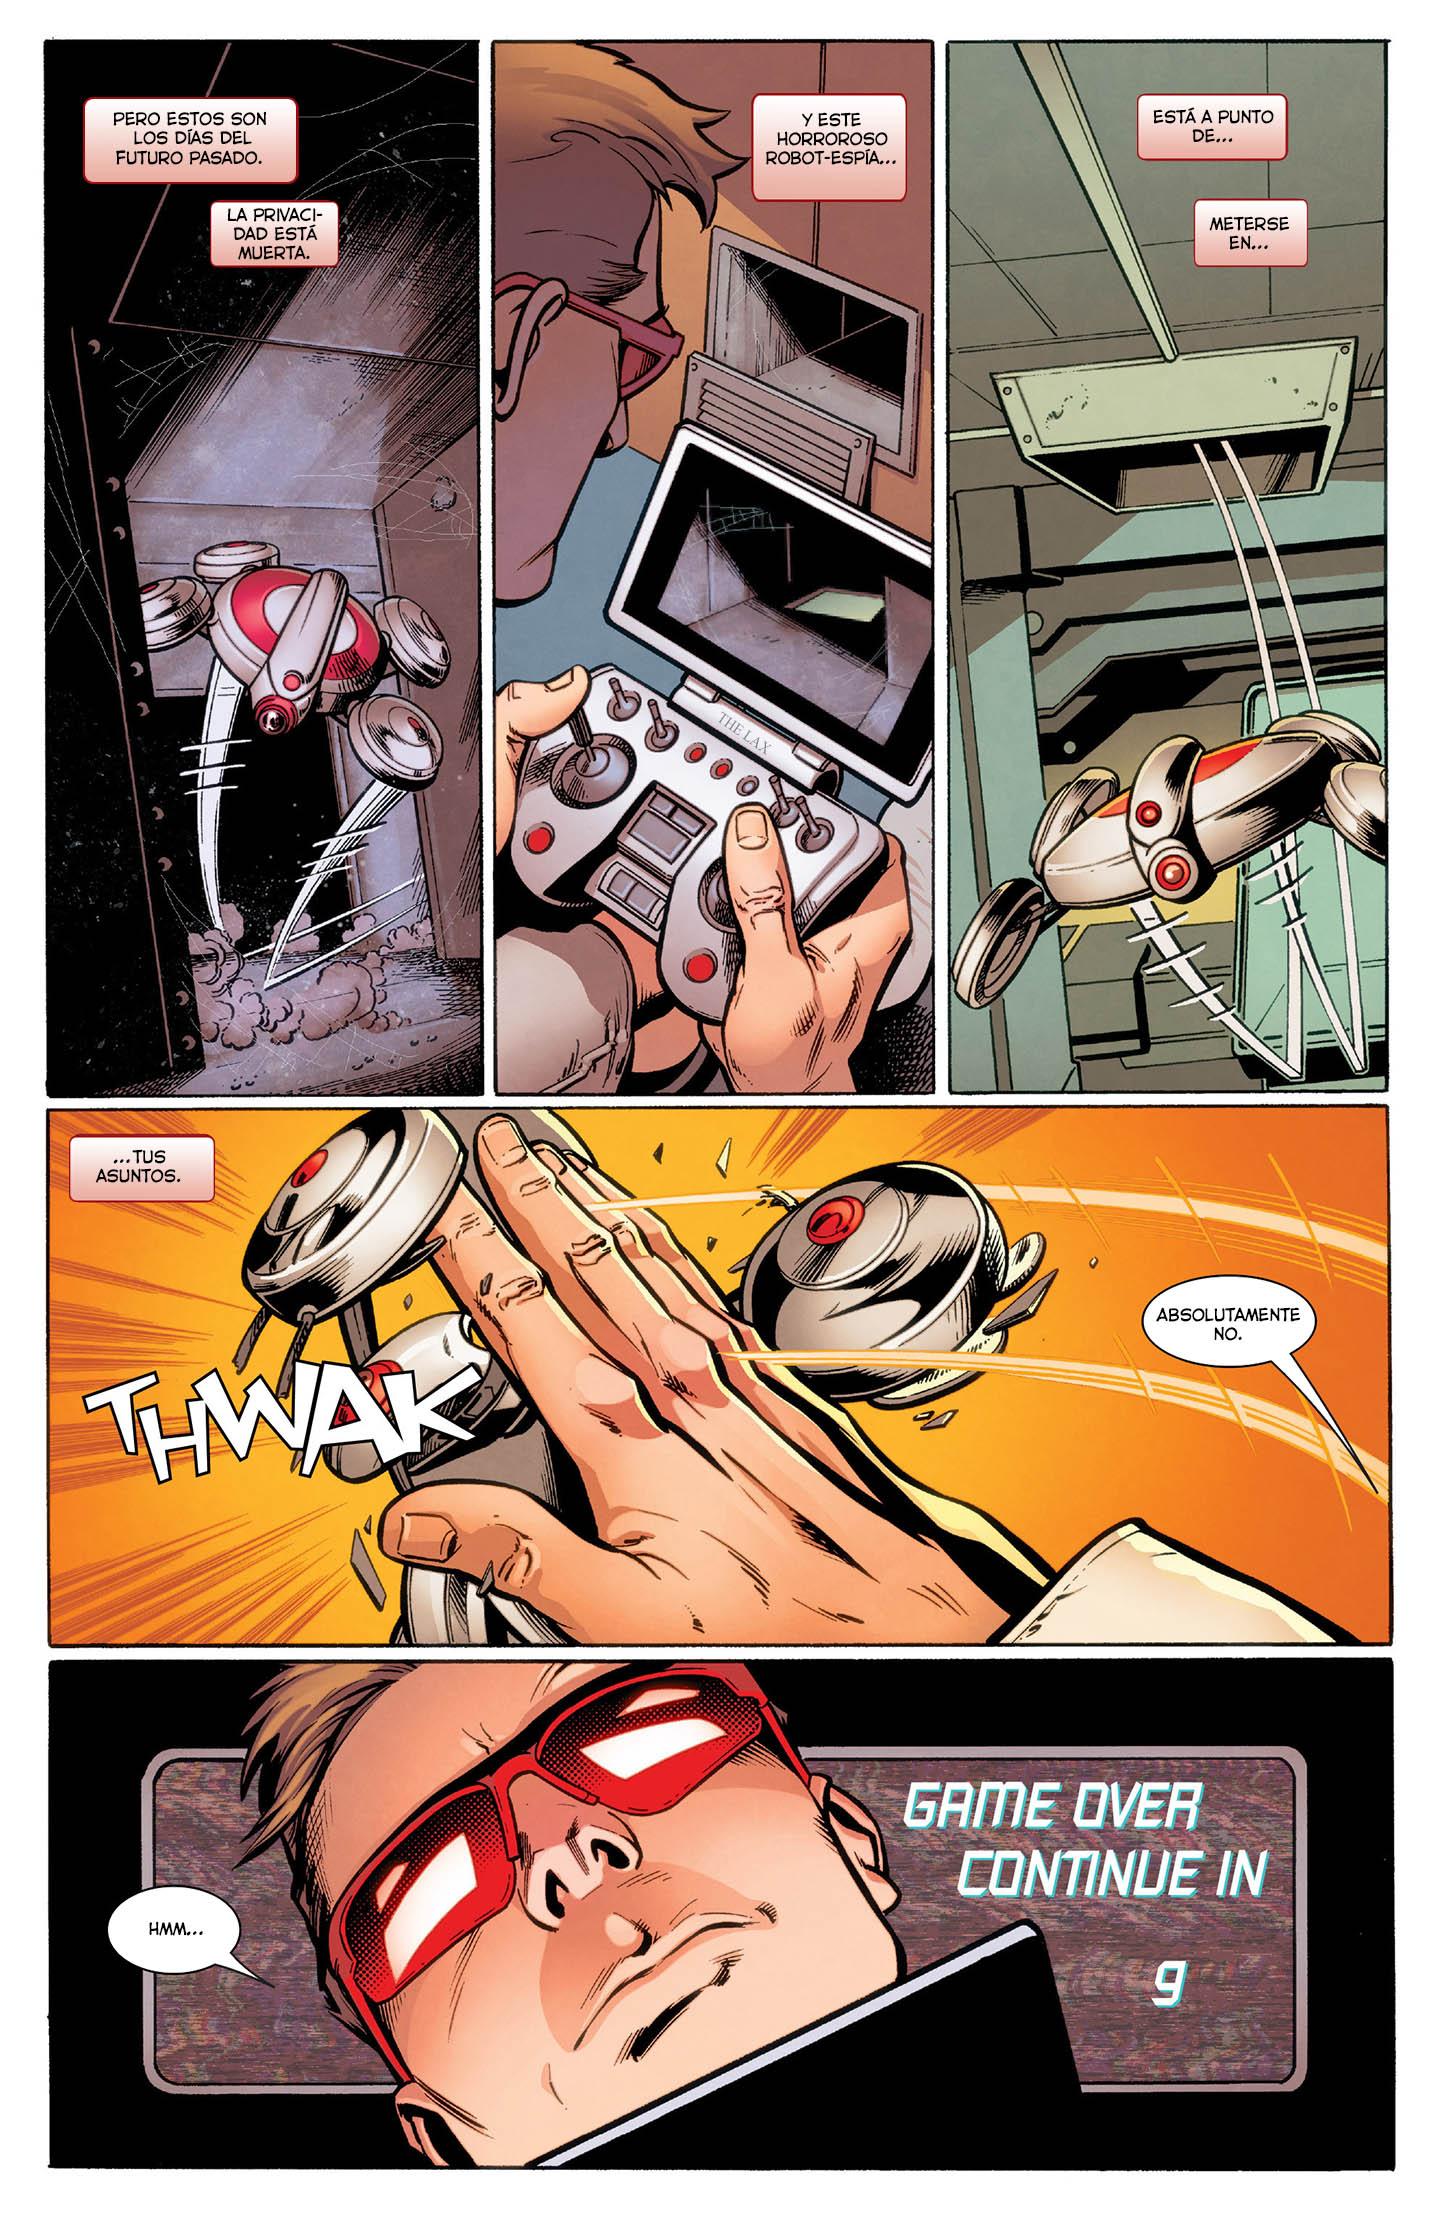 PERO ESTOS SON
LOS DÍAS DEL
FUTURO PASADO.
LA PRIVACI-
DAD ESTÁ
MUERTA.
Y ESTE
HORROROSO
ROBOT-ESPÍA...
THE LAX
ESTÁ A PUNTO
DE...
METERSE
EN...
...TUS
ASUNTOS.
THWAK
ABSOLUTAMENTE
NO.
HMM...
GAME OVER
CONTINUE IN
9